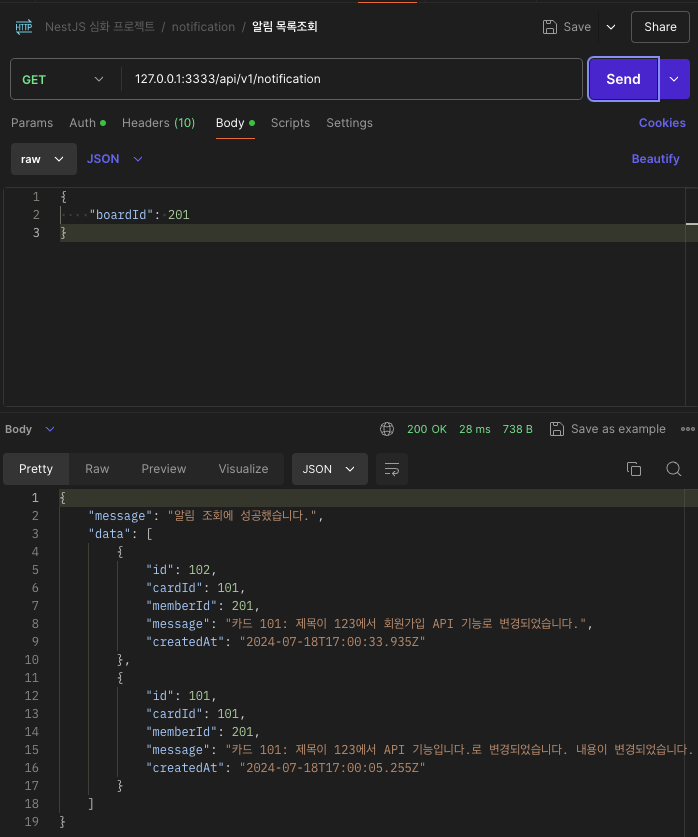 HTTP NestJS 심화 프로젝트 / notification / 알림 목록조회 Save Share
GET 127.0.0.1:3333/api/v1/notification Send
Params Auth Headers (10) Body Scripts Settings Cookies
raw JSON Beautify
1 {
2 "boardId": 201
3 }
Body 200 OK 28 ms 738 B Save as example
Pretty Raw Preview Visualize JSON
1 {
2 "message": "알림 조회에 성공했습니다.",
3 "data": [
4 {
5 "id": 102,
6 "cardId": 101,
7 "memberId": 201,
8 "message": "카드 101: 제목이 123에서 회원가입 API 기능로 변경되었습니다.",
9 "createdAt": "2024-07-18T17:00:33.935Z"
10 },
11 {
12 "id": 101,
13 "cardId": 101,
14 "memberId": 201,
15 "message": "카드 101: 제목이 123에서 API 기능입니다.로 변경되었습니다. 내용이 변경되었습니다.
16 "createdAt": "2024-07-18T17:00:05.255Z"
17 }
18 ]
19 }